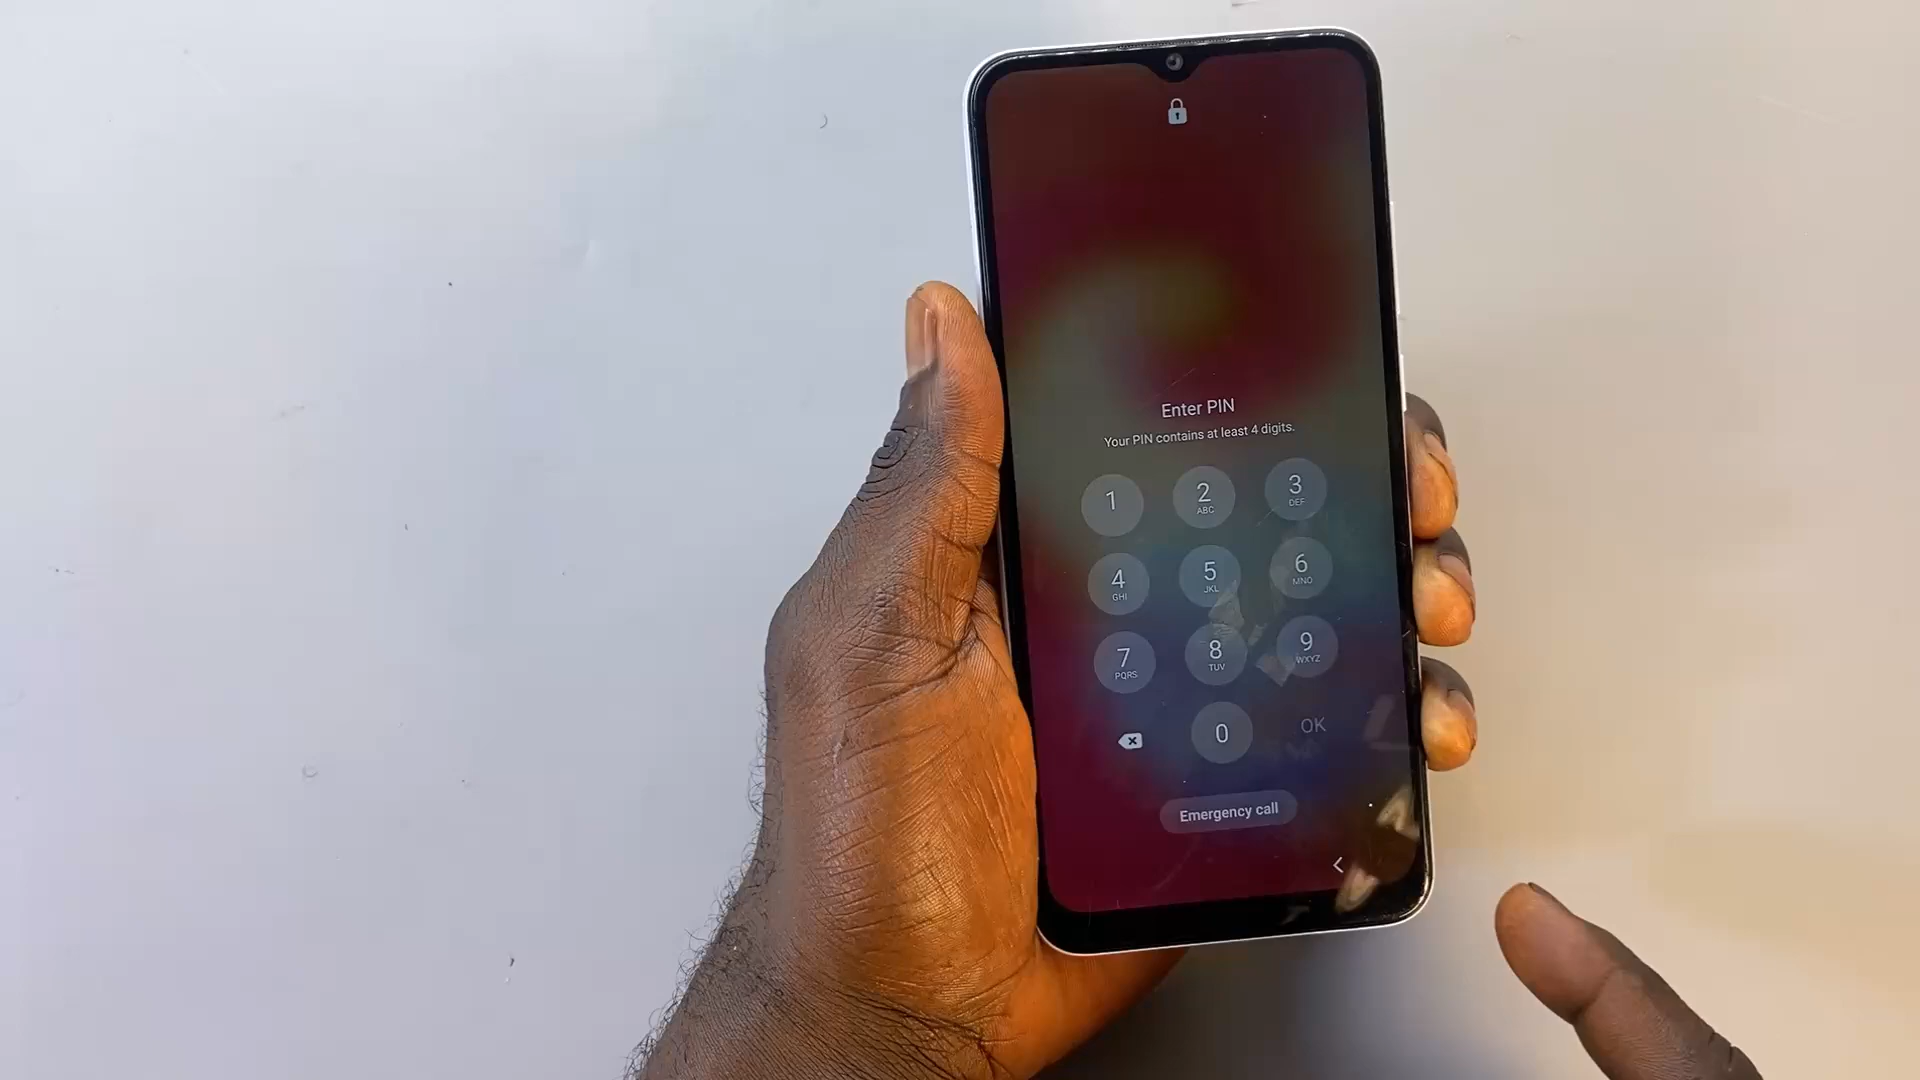 Enter PIN
Your PIN contains at least 4 digits.
1 2 3
ABC DEF
4 5 6
GHI JKL MNO
7 8 9
PQRS TUV WXYZ
0 OK
Emergency call